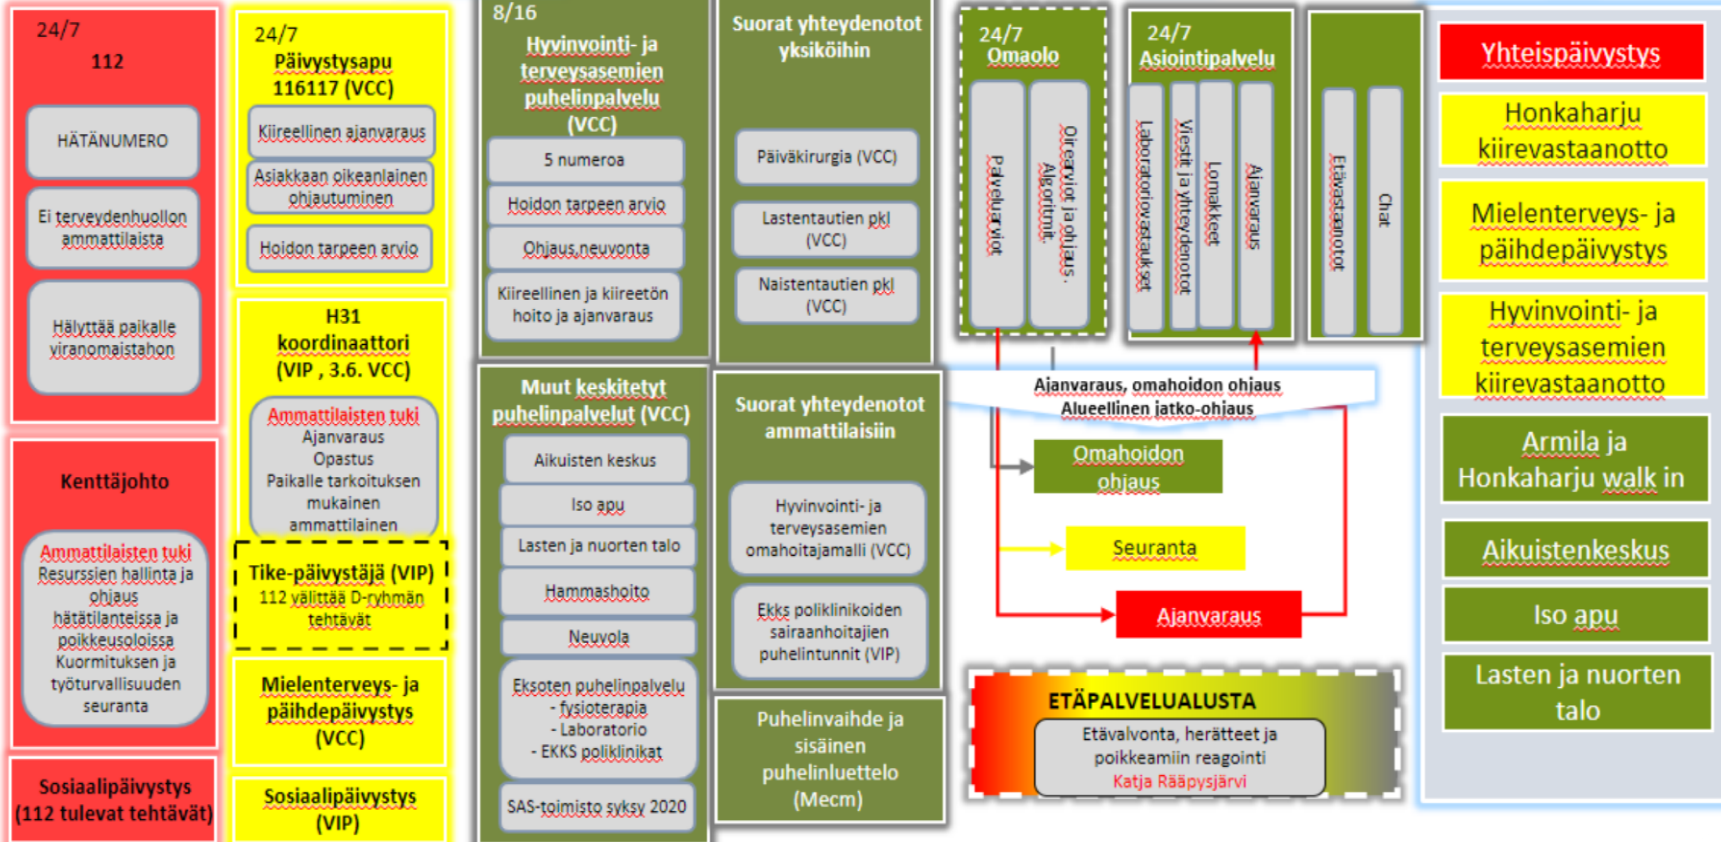 24/7
112
HÄTÄNUMERO
Ei terveydenhuollon
ammattilaista
Hälyttää paikalle
viranomaistahon
Kenttäjohto
Ammattilaisten tuki
Resurssien hallinta ja
ohjaus
hätätilanteissa ja
poikkeusoloissa
Kuormituksen ja
työturvallisuuden
seuranta
Sosiaalipäivystys
(112 tulevat tehtävät)
24/7
Päivystysapu
116117 (VCC)
Kiireellinen ajanvaraus
Asiakkaan oikeanlainen
ohjautuminen
Hoidon tarpeen arvio
H31
koordinaattori
(VIP , 3.6. VCC)
Ammattilaisten tuki
Ajanvaraus
Opastus
Paikalle tarkoituksen
mukainen
ammattilainen
Tike-päivystäjä (VIP)
112 välittää D-ryhmän
tehtävät
Mielenterveys- ja
päihdepäivystys
(VCC)
Sosiaalipäivystys
(VIP)
8/16
Hyvinvointi- ja
terveysasemien
puhelinpalvelu
(VCC)
5 numeroa
Hoidon tarpeen arvio
Ohjaus,neuvonta
Kiireellinen ja kiireetön
hoito ja ajanvaraus
Muut keskitetyt
puhelinpalvelut (VCC)
Aikuisten keskus
Iso apu
Lasten ja nuorten talo
Hammashoito
Neuvola
Eksoten puhelinpalvelu
- fysioterapia
- Laboratorio
- EKKS poliklinikat
SAS-toimisto syksy 2020
Suorat yhteydenotot
yksiköihin
Päiväkirurgia (VCC)
Lastentautien pkl
(VCC)
Naistentautien pkl
(VCC)
Suorat yhteydenotot
ammattilaisiin
Hyvinvointi- ja
terveysasemien
omahoitajamalli (VCC)
Ekks poliklinikoiden
sairaanhoitajien
puhelintunnit (VIP)
Puhelinvaihde ja
sisäinen
puhelinluettelo
(Mecm)
24/7
Omaolo
Palveluarviot
Oirearviot ja ohjaus .
Algoritmit.
24/7
Asiointipalvelu
Laboratoriovastaukset
Viestit ja yhteydenotot
Lomakkeet
Ajanvaraus
Etävastaanotot
Chat
Ajanvaraus, omahoidon ohjaus
Alueellinen jatko-ohjaus
Omahoidon
ohjaus
Seuranta
Ajanvaraus
ETÄPALVELUALUSTA
Etävalvonta, herätteet ja
poikkeamiin reagointi
Katja Rääpysjärvi
Yhteispäivystys
Honkaharju
kiirevastaanotto
Mielenterveys- ja
päihdepäivystys
Hyvinvointi- ja
terveysasemien
kiirevastaanotto
Armila ja
Honkaharju walk in
Aikuistenkeskus
Iso apu
Lasten ja nuorten
talo